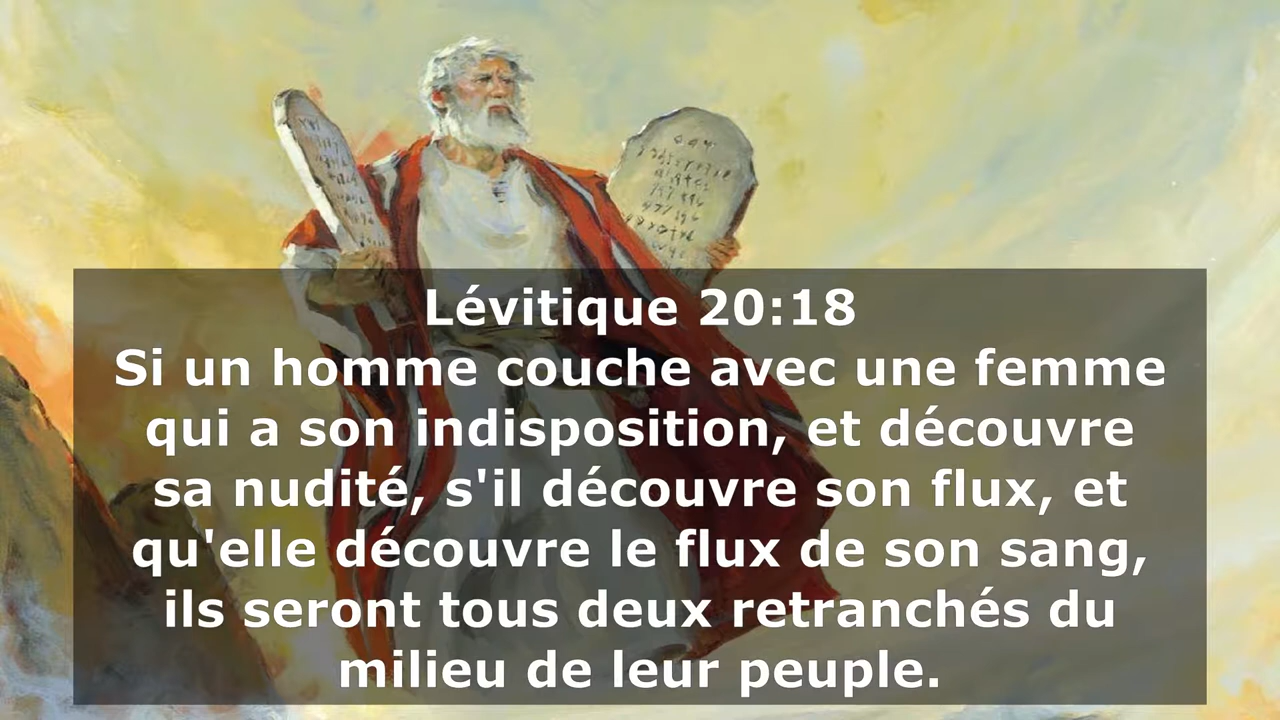 Lévitique 20:18
Si un homme couche avec une femme
qui a son indisposition, et découvre
sa nudité, s'il découvre son flux, et
qu'elle découvre le flux de son sang,
ils seront tous deux retranchés du
milieu de leur peuple.